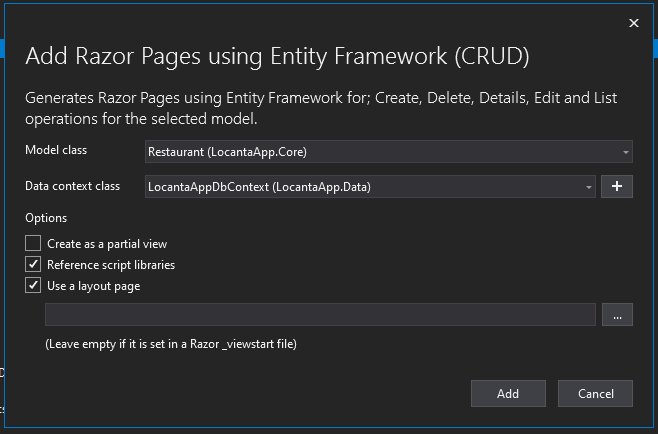 Add Razor Pages using Entity Framework (CRUD)
Generates Razor Pages using Entity Framework for; Create, Delete, Details, Edit and List
operations for the selected model.
Model class
Restaurant (LocantaApp.Core)
Data context class
LocantaAppDbContext (LocantaApp.Data)
Options
Create as a partial view
Reference script libraries
Use a layout page
...
(Leave empty if it is set in a Razor _viewstart file)
Add
Cancel